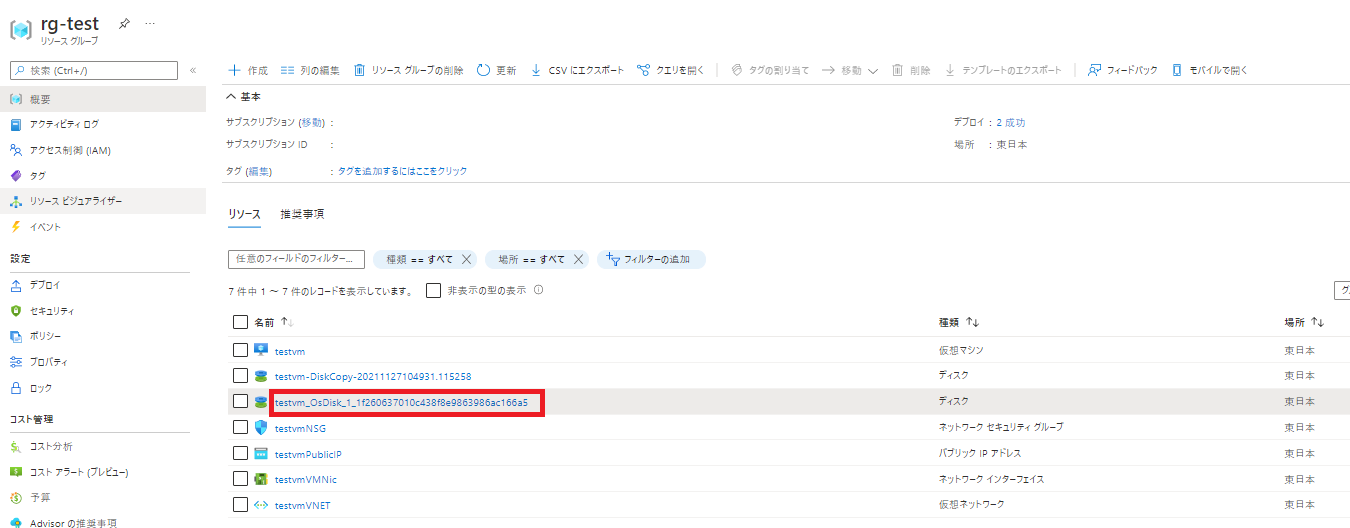 rg-test
リソース グループ
検索 (Ctrl+/)
概要
アクティビティ ログ
アクセス制御 (IAM)
タグ
リソース ビジュアライザー
イベント
設定
デプロイ
セキュリティ
ポリシー
プロパティ
ロック
コスト管理
コスト分析
コスト アラート (プレビュー)
予算
Advisor の推奨事項
作成 列の編集 リソース グループの削除 更新 CSV にエクスポート クエリを開く タグの割り当て 移動 削除 テンプレートのエクスポート フィードバック モバイルで開く
基本
サブスクリプション (移動) : デプロイ : 2 成功
サブスクリプション ID : 場所 : 東日本
タグ (編集) : タグを追加するにはここをクリック
リソース 推奨事項
任意のフィールドのフィルター... 種類 == すべて 場所 == すべて フィルターの追加
7 件中 1 ~ 7 件のレコードを表示しています。 非表示の型の表示
名前 種類 場所
testvm 仮想マシン 東日本
testvm-DiskCopy-20211127104931.115258 ディスク 東日本
testvm_OsDisk_1_1f260637010c438f8e9863986ac166a5 ディスク 東日本
testvmNSG ネットワーク セキュリティ グループ 東日本
testvmPublicIP パブリック IP アドレス 東日本
testvmVMNic ネットワーク インターフェイス 東日本
testvmVNET 仮想ネットワーク 東日本